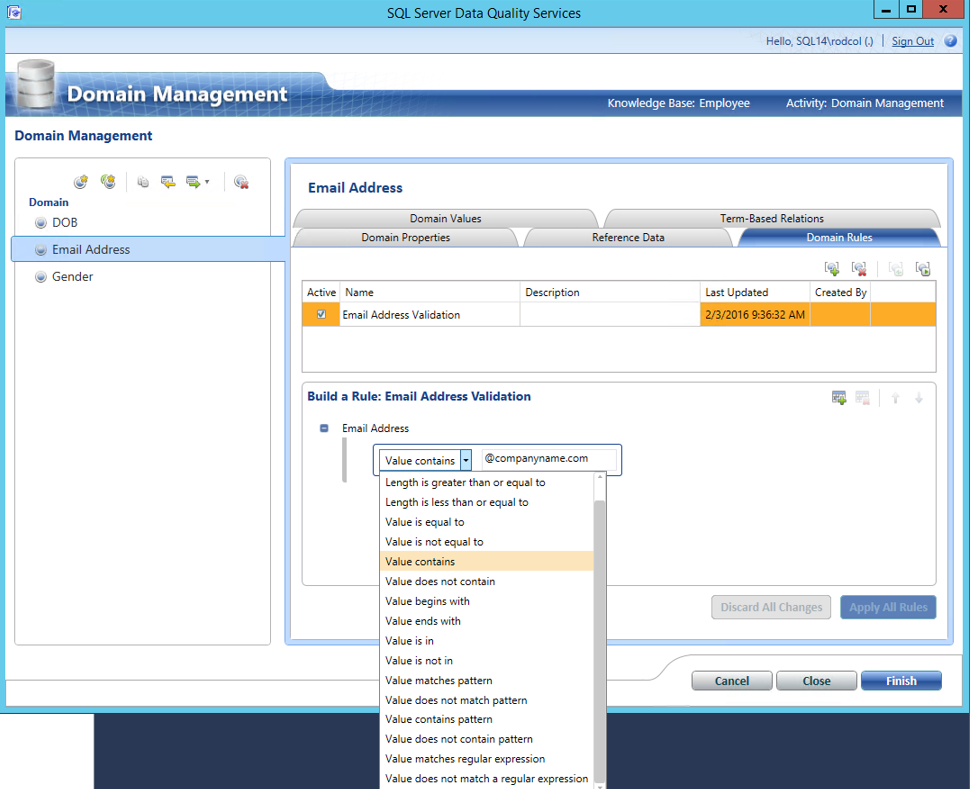 SQL Server Data Quality Services
Hello, SQL14\rodcol (.) | Sign Out
Domain Management
Knowledge Base: Employee Activity: Domain Management
Domain Management
Domain
DOB
Email Address
Gender
Email Address
Domain Values Term-Based Relations
Domain Properties Reference Data Domain Rules
Active Name Description Last Updated Created By
Email Address Validation 2/3/2016 9:36:32 AM
Build a Rule: Email Address Validation
Email Address
Value contains @companyname.com
Length is greater than or equal to
Length is less than or equal to
Value is equal to
Value is not equal to
Value contains
Value does not contain
Value begins with
Value ends with
Value is in
Value is not in
Value matches pattern
Value does not match pattern
Value contains pattern
Value does not contain pattern
Value matches regular expression
Value does not match a regular expression
Discard All Changes Apply All Rules
Cancel Close Finish